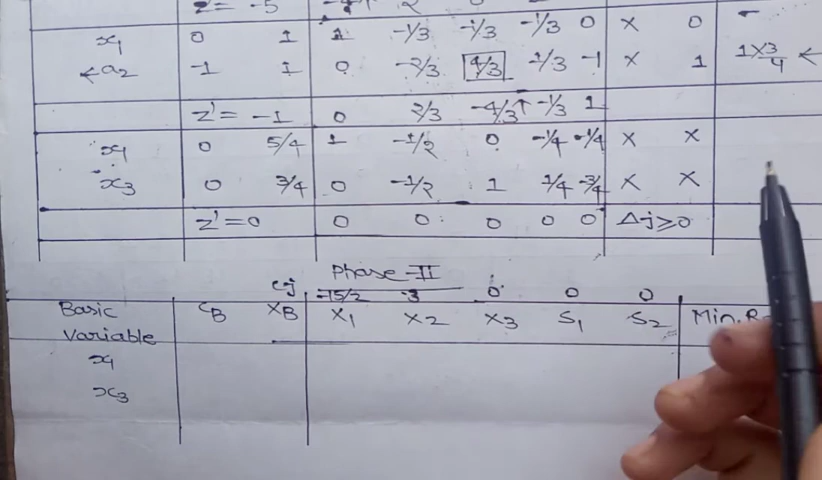 z' = -5 2
x1 0 1 1 -1/3 -1/3 -1/3 0 x 0 -
←a2 -1 1 0 -2/3 4/3 -1/3 -1 x 1 1×3/4 ←
z' = -1 0 2/3 -4/3↑ -1/3 1
x1 0 5/4 1 -1/2 0 -1/4 -1/4 x x
x3 0 3/4 0 -1/2 1 1/4 -3/4 x x
z'=0 0 0 0 0 0 Δj≥0
Phase-II
Cj -15/2 -3 0 0 0
Basic Variable CB XB X1 X2 X3 S1 S2 Min.
x1
x3